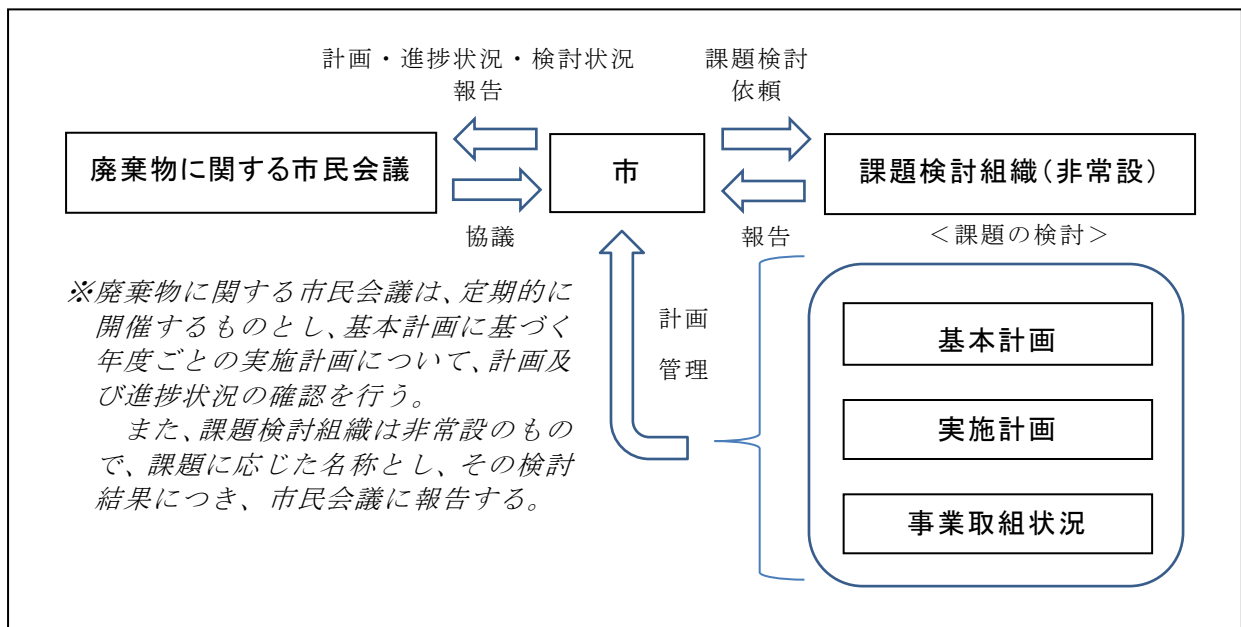 計画・進捗状況・検討状況
報告
課題検討
依頼
廃棄物に関する市民会議
市
課題検討組織（非常設）
協議
報告
＜課題の検討＞
※廃棄物に関する市民会議は、定期的に
開催するものとし、基本計画に基づく
年度ごとの実施計画について、計画及
び進捗状況の確認を行う。
また、課題検討組織は非常設のもの
で、課題に応じた名称とし、その検討
結果につき、市民会議に報告する。
計画
管理
基本計画
実施計画
事業取組状況